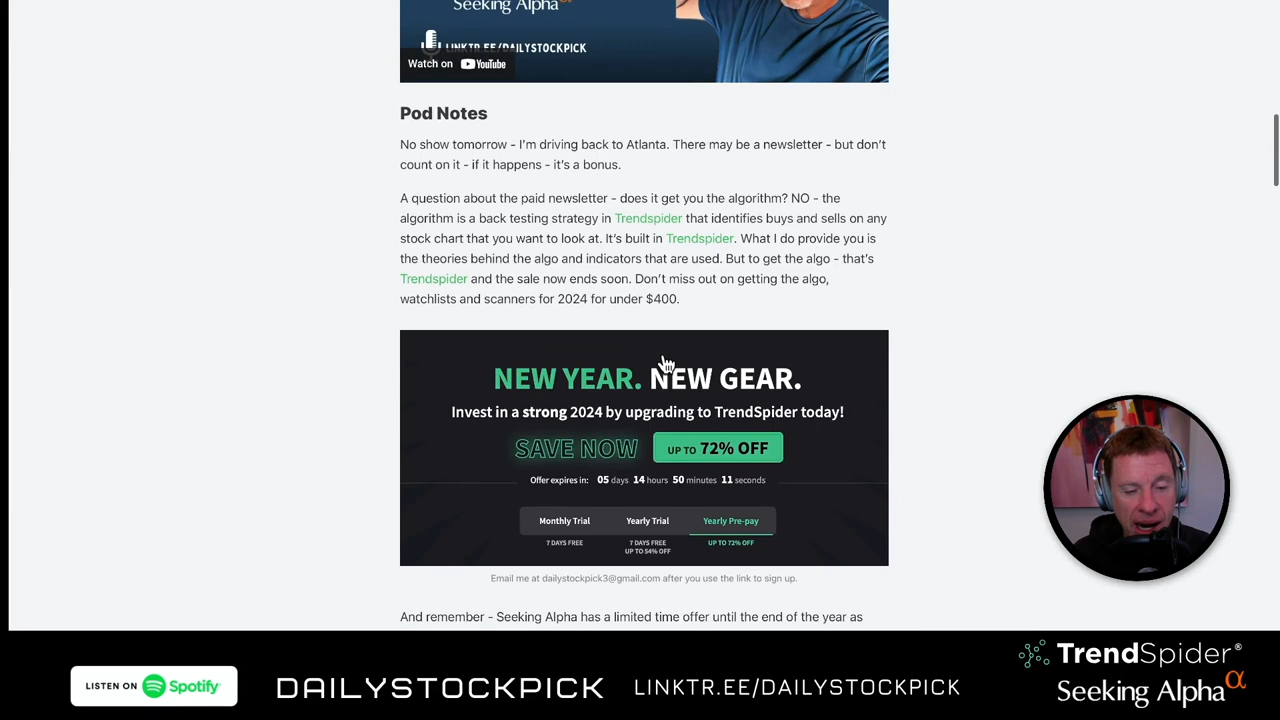 Seeking Alpha
LINKTR.EE/DAILYSTOCKPICK
Watch on YouTube
Pod Notes
No show tomorrow - I'm driving back to Atlanta. There may be a newsletter - but don't
count on it - if it happens - it's a bonus.
A question about the paid newsletter - does it get you the algorithm? NO - the
algorithm is a back testing strategy in Trendspider that identifies buys and sells on any
stock chart that you want to look at. It's built in Trendspider. What I do provide you is
the theories behind the algo and indicators that are used. But to get the algo - that's
Trendspider and the sale now ends soon. Don't miss out on getting the algo,
watchlists and scanners for 2024 for under $400.
NEW YEAR. NEW GEAR.
Invest in a strong 2024 by upgrading to TrendSpider today!
SAVE NOW UP TO 72% OFF
Offer expires in: 05 days 14 hours 50 minutes 11 seconds
Monthly Trial Yearly Trial Yearly Pre-pay
7 DAYS FREE 7 DAYS FREE UP TO 72% OFF
UP TO 54% OFF
Email me at dailystockpick3@gmail.com after you use the link to sign up.
And remember - Seeking Alpha has a limited time offer until the end of the year as
LISTEN ON Spotify
DAILYSTOCKPICK
LINKTR.EE/DAILYSTOCKPICK
TrendSpider®
Seeking Alpha α